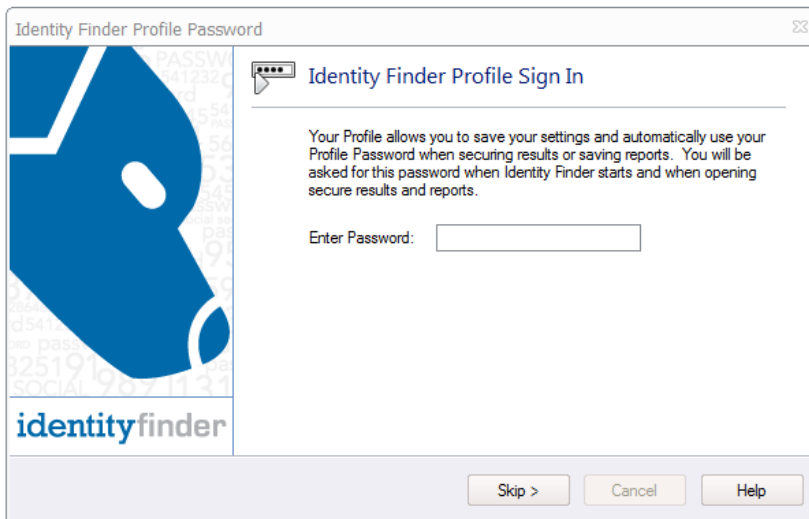 Identity Finder Profile Password
Identity Finder Profile Sign In
Your Profile allows you to save your settings and automatically use your
Profile Password when securing results or saving reports. You will be
asked for this password when Identity Finder starts and when opening
secure results and reports.
Enter Password:
identityfinder
Skip >
Cancel
Help